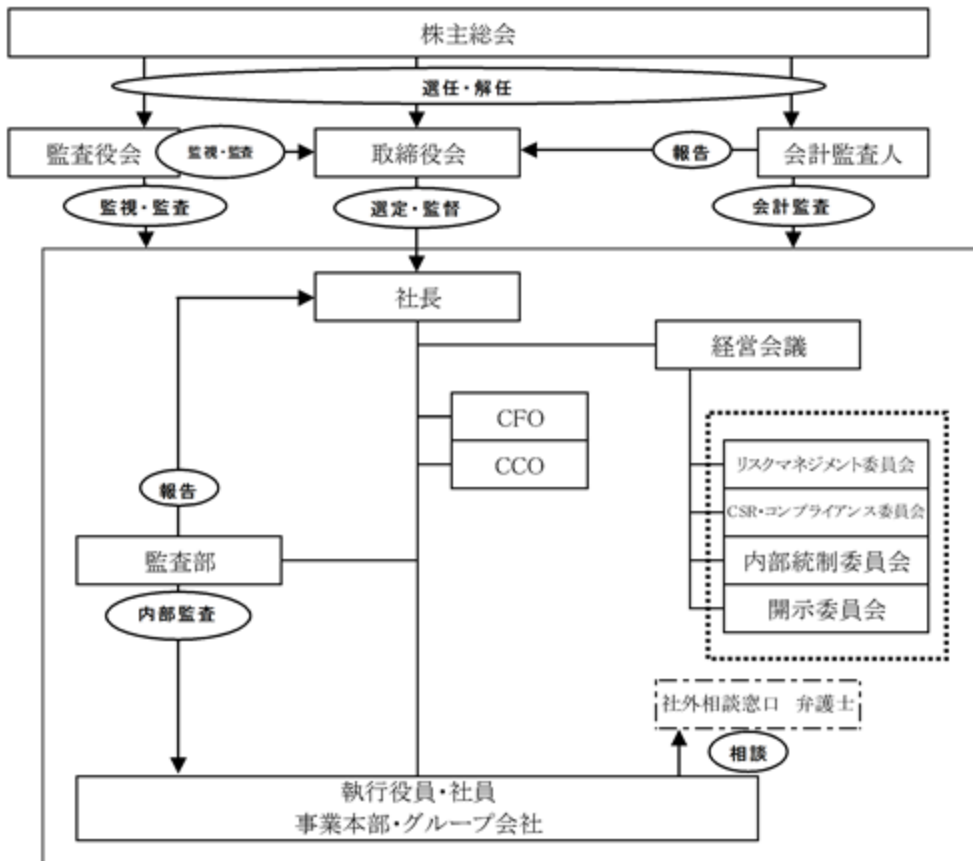 株主総会
選任・解任
監査役会
監視・監査
取締役会
報告
会計監査人
監視・監査
選定・監督
会計監査
社長
経営会議
CFO
CCO
リスクマネジメント委員会
CSR・コンプライアンス委員会
内部統制委員会
開示委員会
報告
監査部
内部監査
社外相談窓口 弁護士
相談
執行役員・社員
事業本部・グループ会社